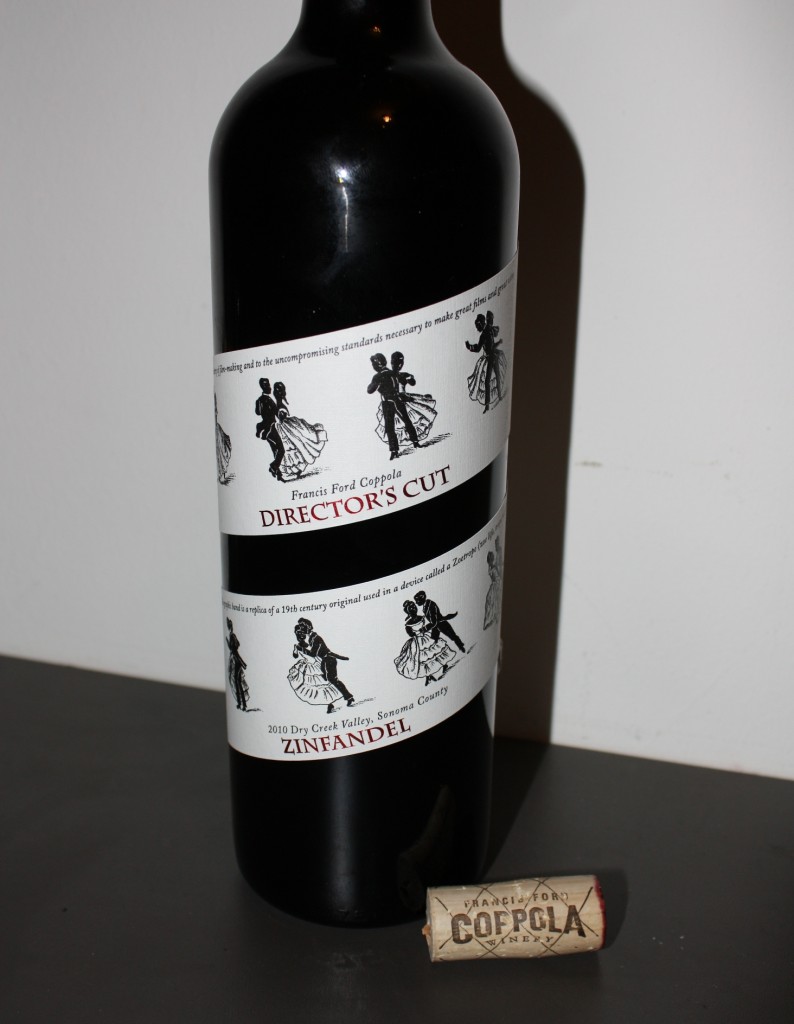 film-making and to the uncompromising standards necessary to make great films and great
Francis Ford Coppola
DIRECTOR'S CUT
band is a replica of a 19th century original used in a device called a Zoetrope
2010 Dry Creek Valley, Sonoma County
ZINFANDEL
FRANCIS FORD
COPPOLA
WINERY